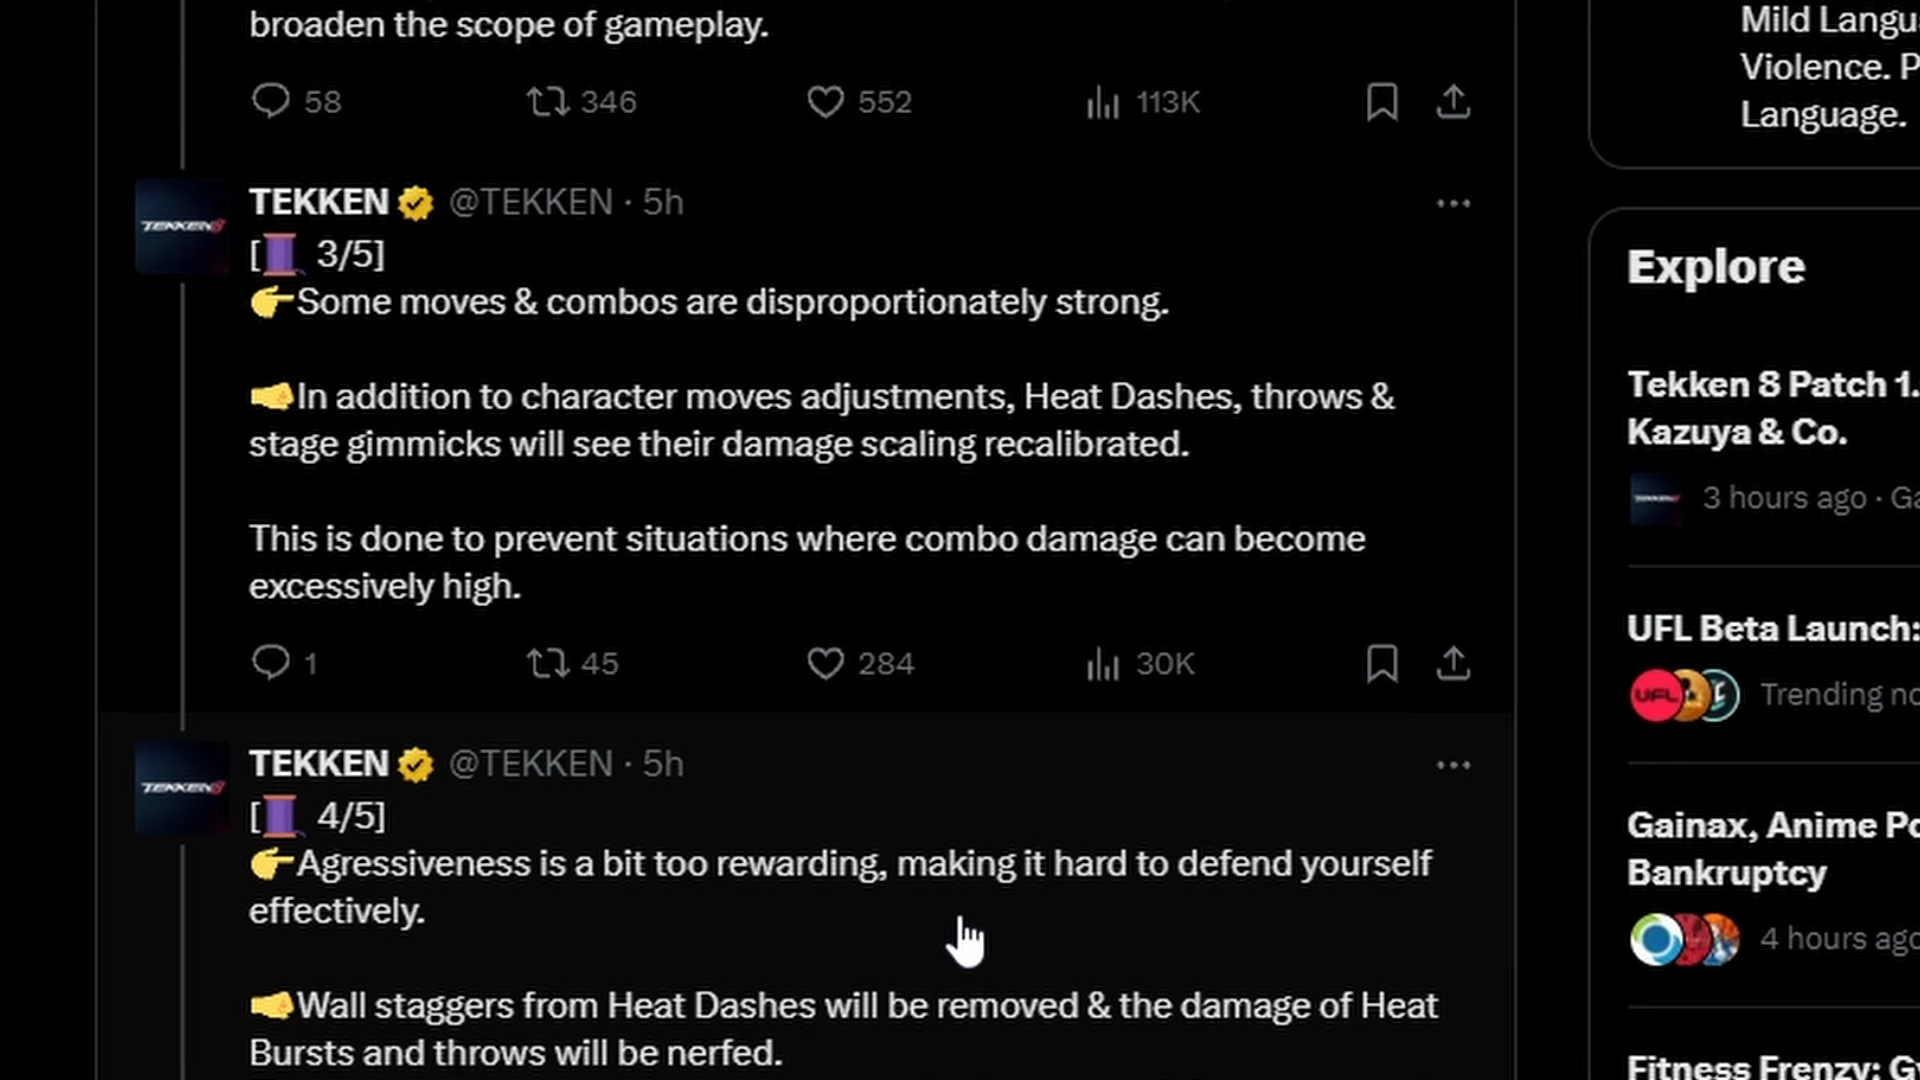 broaden the scope of gameplay.
58 346 552 113K
TEKKEN @TEKKEN · 5h
[🧵 3/5]
👉Some moves & combos are disproportionately strong.
🤜In addition to character moves adjustments, Heat Dashes, throws &
stage gimmicks will see their damage scaling recalibrated.
This is done to prevent situations where combo damage can become
excessively high.
1 45 284 30K
TEKKEN @TEKKEN · 5h
[🧵 4/5]
👉Agressiveness is a bit too rewarding, making it hard to defend yourself
effectively.
🤜Wall staggers from Heat Dashes will be removed & the damage of Heat
Bursts and throws will be nerfed.
Mild
Violence.
Language.
Explore
Tekken 8 Patch 1.
Kazuya & Co.
3 hours ago ·
UFL Beta Launch:
UFL
Trending
Gainax, Anime
Bankruptcy
4 hours
Fitness Frenzy:
TEKKEN 8
TEKKEN 8